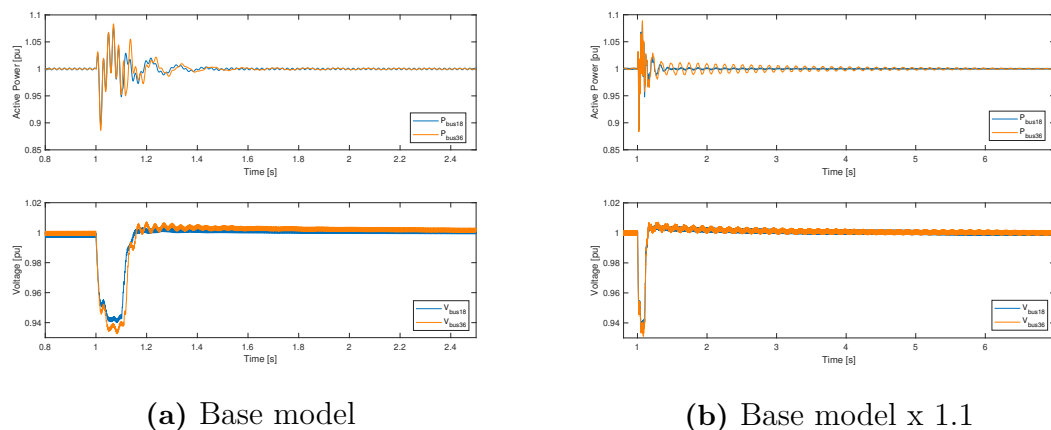 1.1
1.05
1
0.95
0.9
0.85
Active Power [pu]
P_bus18
P_bus36
0.8 1 1.2 1.4 1.6 1.8 2 2.2 2.4
Time [s]
1.02
1
0.98
0.96
0.94
Voltage [pu]
V_bus18
V_bus36
0.8 1 1.2 1.4 1.6 1.8 2 2.2 2.4
Time [s]
(a) Base model
1.1
1.05
1
0.95
0.9
0.85
Active Power [pu]
P_bus18
P_bus36
1 2 3 4 5 6
Time [s]
1.02
1
0.98
0.96
0.94
Voltage [pu]
V_bus18
V_bus36
1 2 3 4 5 6
Time [s]
(b) Base model x 1.1